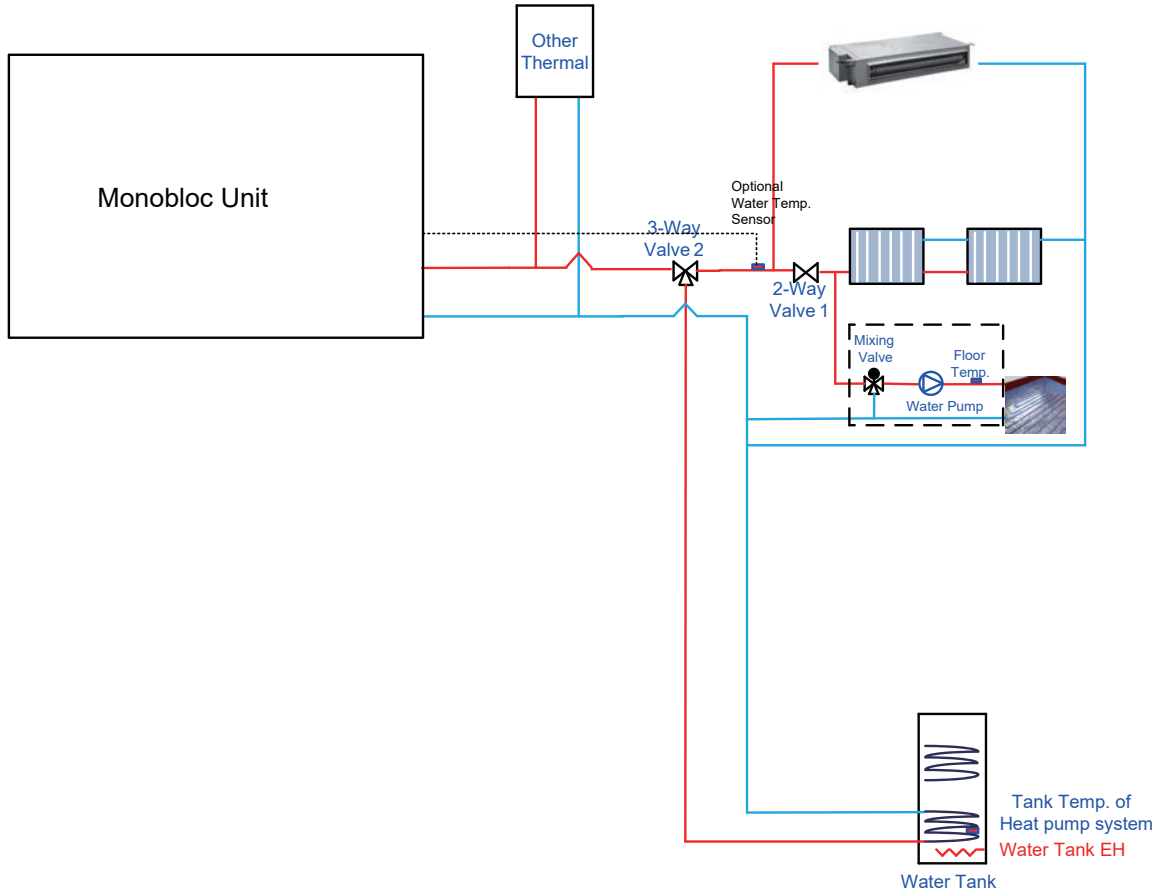 Other
Thermal
Monobloc Unit
Optional
Water Temp.
Sensor
3-Way
Valve 2
2-Way
Valve 1
Mixing
Valve
Floor
Temp.
Water Pump
Tank Temp. of
Heat pump system
Water Tank EH
Water Tank